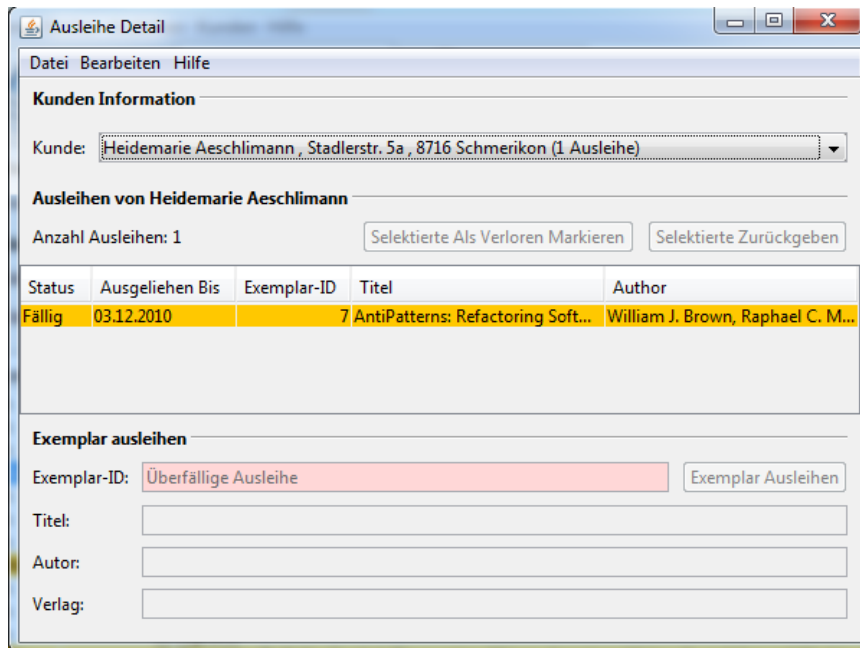 Ausleihe Detail
Datei Bearbeiten Hilfe
Kunden Information
Kunde: Heidemarie Aeschlimann , Stadlerstr. 5a , 8716 Schmerikon (1 Ausleihe)
Ausleihen von Heidemarie Aeschlimann
Anzahl Ausleihen: 1 Selektierte Als Verloren Markieren Selektierte Zurückgeben
Status Ausgeliehen Bis Exemplar-ID Titel Author
Fällig 03.12.2010 7 AntiPatterns: Refactoring Soft... William J. Brown, Raphael C. M...
Exemplar ausleihen
Exemplar-ID: Überfällige Ausleihe Exemplar Ausleihen
Titel:
Autor:
Verlag: